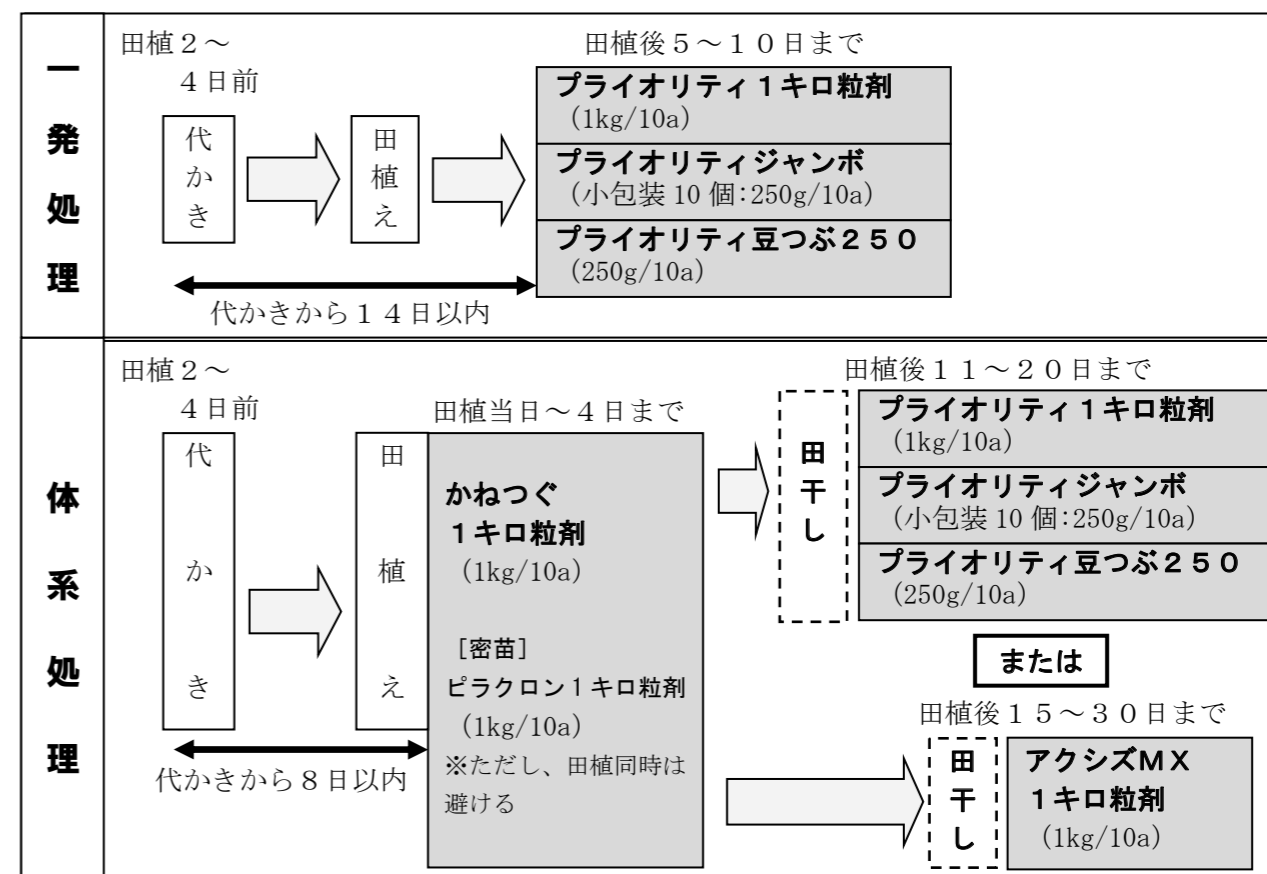 一発処理
田植２～
４日前
代かき
田植え
田植後５～１０日まで
プライオリティ１キロ粒剤
(1kg/10a)
プライオリティジャンボ
(小包装 10 個:250g/10a)
プライオリティ豆つぶ２５０
(250g/10a)
代かきから１４日以内
体系処理
田植２～
４日前
代かき
田植え
田植当日～４日まで
かねつぐ
１キロ粒剤
(1kg/10a)
［密苗］
ピラクロン１キロ粒剤
(1kg/10a)
※ただし、田植同時は
避ける
代かきから８日以内
田植後１１～２０日まで
田干し
プライオリティ１キロ粒剤
(1kg/10a)
プライオリティジャンボ
(小包装 10 個:250g/10a)
プライオリティ豆つぶ２５０
(250g/10a)
または
田植後１５～３０日まで
田干し
アクシズＭＸ
１キロ粒剤
(1kg/10a)